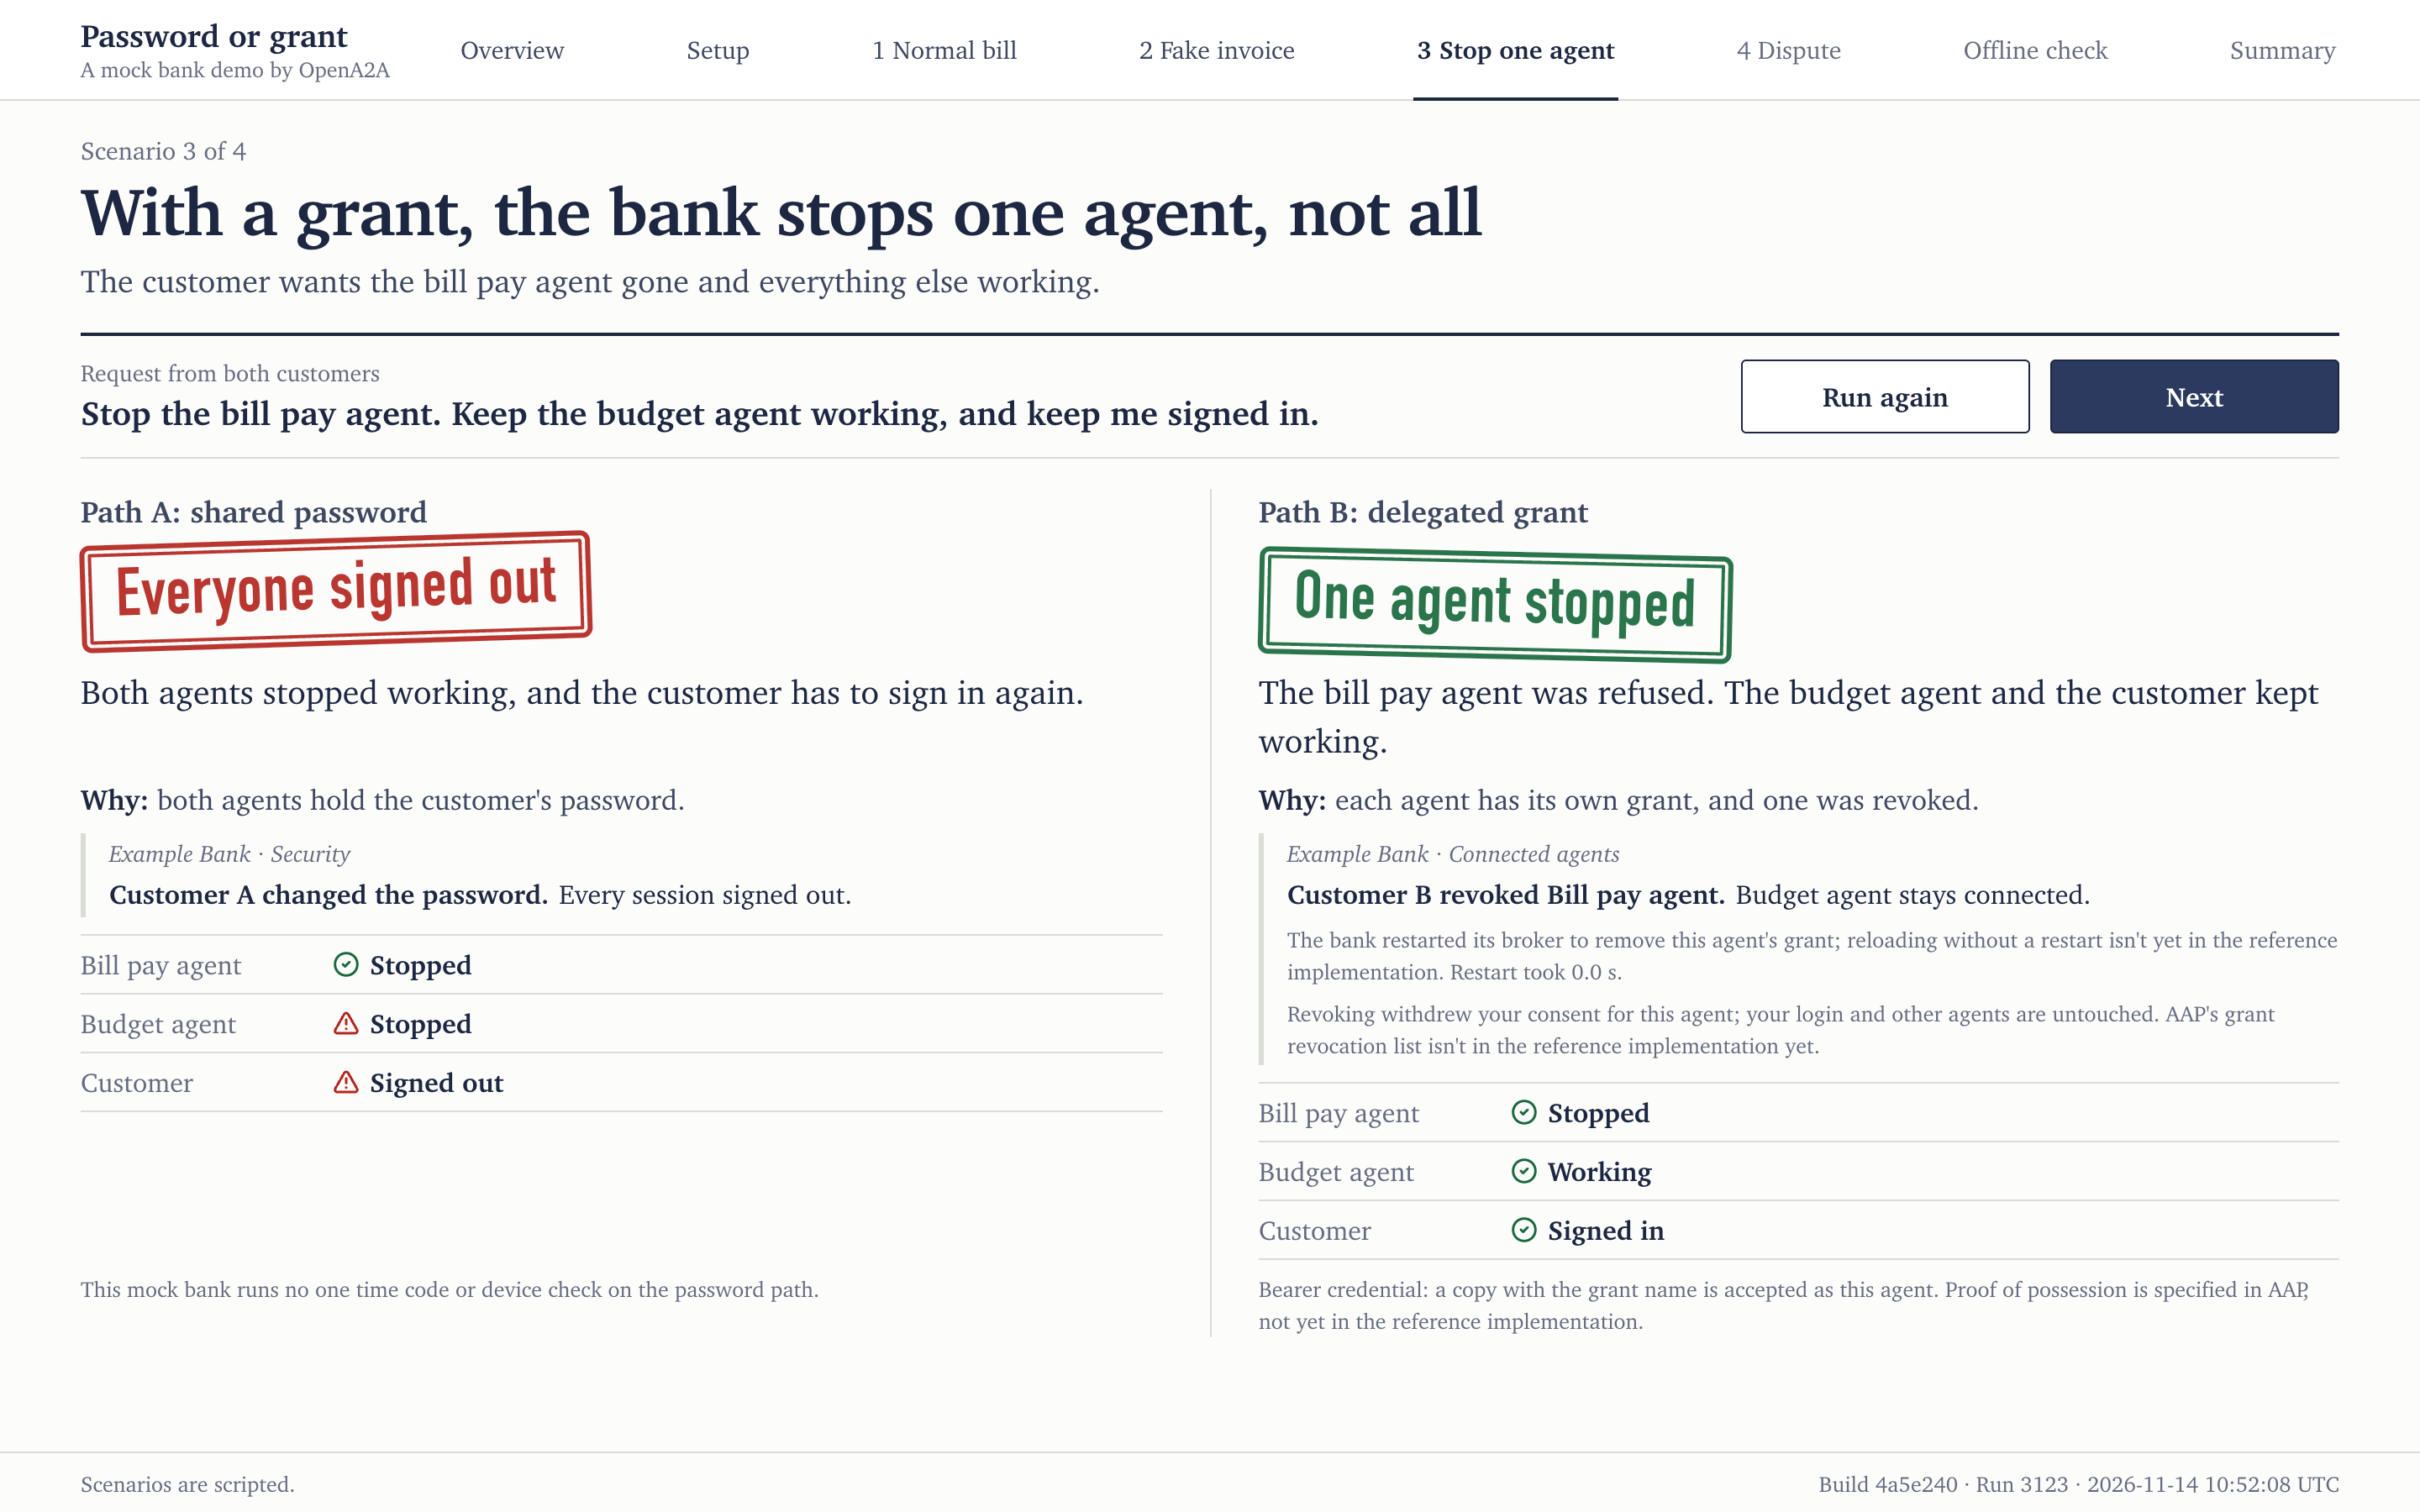 Password or grant
A mock bank demo by OpenA2A
Overview
Setup
1 Normal bill
2 Fake invoice
3 Stop one agent
4 Dispute
Offline check
Summary
Scenario 3 of 4
With a grant, the bank stops one agent, not all
The customer wants the bill pay agent gone and everything else working.
Request from both customers
Stop the bill pay agent. Keep the budget agent working, and keep me signed in.
Run again
Next
Path A: shared password
Everyone signed out
Both agents stopped working, and the customer has to sign in again.
Why: both agents hold the customer's password.
Example Bank · Security
Customer A changed the password. Every session signed out.
Bill pay agent
Stopped
Budget agent
Stopped
Customer
Signed out
This mock bank runs no one time code or device check on the password path.
Path B: delegated grant
One agent stopped
The bill pay agent was refused. The budget agent and the customer kept
working.
Why: each agent has its own grant, and one was revoked.
Example Bank · Connected agents
Customer B revoked Bill pay agent. Budget agent stays connected.
The bank restarted its broker to remove this agent's grant; reloading without a restart isn't yet in the reference
implementation. Restart took 0.0 s.
Revoking withdrew your consent for this agent; your login and other agents are untouched. AAP's grant
revocation list isn't in the reference implementation yet.
Bill pay agent
Stopped
Budget agent
Working
Customer
Signed in
Bearer credential: a copy with the grant name is accepted as this agent. Proof of possession is specified in AAP,
not yet in the reference implementation.
Scenarios are scripted.
Build 4a5e240 · Run 3123 · 2026-11-14 10:52:08 UTC